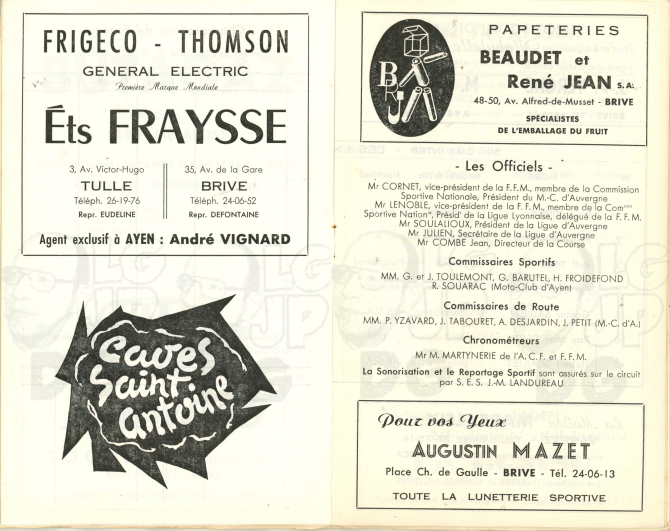 FRIGECO - THOMSON
GENERAL ELECTRIC
Première Marque Mondiale
Éts FRAYSSE
3, Av. Victor-Hugo
TULLE
Téléph. 26-19-76
Repr. EUDELINE
35, Av. de la Gare
BRIVE
Téléph. 24-06-52
Repr. DEFONTAINE
Agent exclusif à AYEN : André VIGNARD
Caves
Saint
Antoine
BRJ
PAPETERIES
BEAUDET et
René JEAN S.A.
48-50, Av. Alfred-de-Musset - BRIVE
SPÉCIALISTES
DE L'EMBALLAGE DU FRUIT
- Les Officiels -
Mr CORNET, vice-président de la F.F.M., membre de la Commission
Sportive Nationale, Président du M.-C. d'Auvergne
Mr LENOBLE, vice-président de la F.F.M., membre de la Com
Sportive Nation, Présid' de la Ligue Lyonnaise, délégué de la F.F.M.
Mr SOULALIOUX, Président de la Ligue d'Auvergne
Mr JULIEN, Secrétaire de la Ligue d'Auvergne
Mr COMBE Jean, Directeur de la Course
Commissaires Sportifs
MM. G. et J. TOULEMONT, G. BARUTEL, H. FROIDEFOND
R. SOUARAC (Moto-Club d'Ayen)
Commissaires de Route
MM. P. YZAVARD, J. TABOURET, A. DESJARDIN, J. PETIT (M.-C. d'A.)
Chronométreurs
Mr M. MARTYNERIE de l'A.C.F. et F.F.M.
La Sonorisation et le Reportage Sportif sont assurés sur le circuit
par S.E.S. J.-M. LANDUREAU
Pour vos Yeux
AUGUSTIN MAZET
Place Ch. de Gaulle - BRIVE - Tél. 24-06-13
TOUTE LA LUNETTERIE SPORTIVE